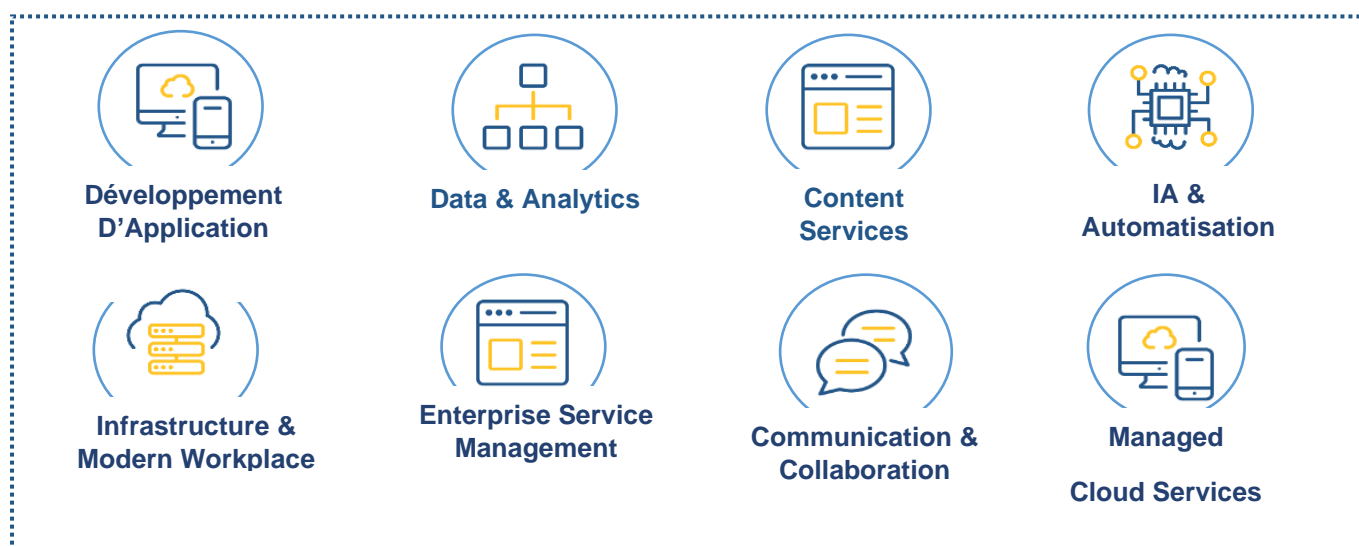 Développement
D’Application
Data & Analytics
Content
Services
IA &
Automatisation
Infrastructure &
Modern Workplace
Enterprise Service
Management
Communication &
Collaboration
Managed
Cloud Services